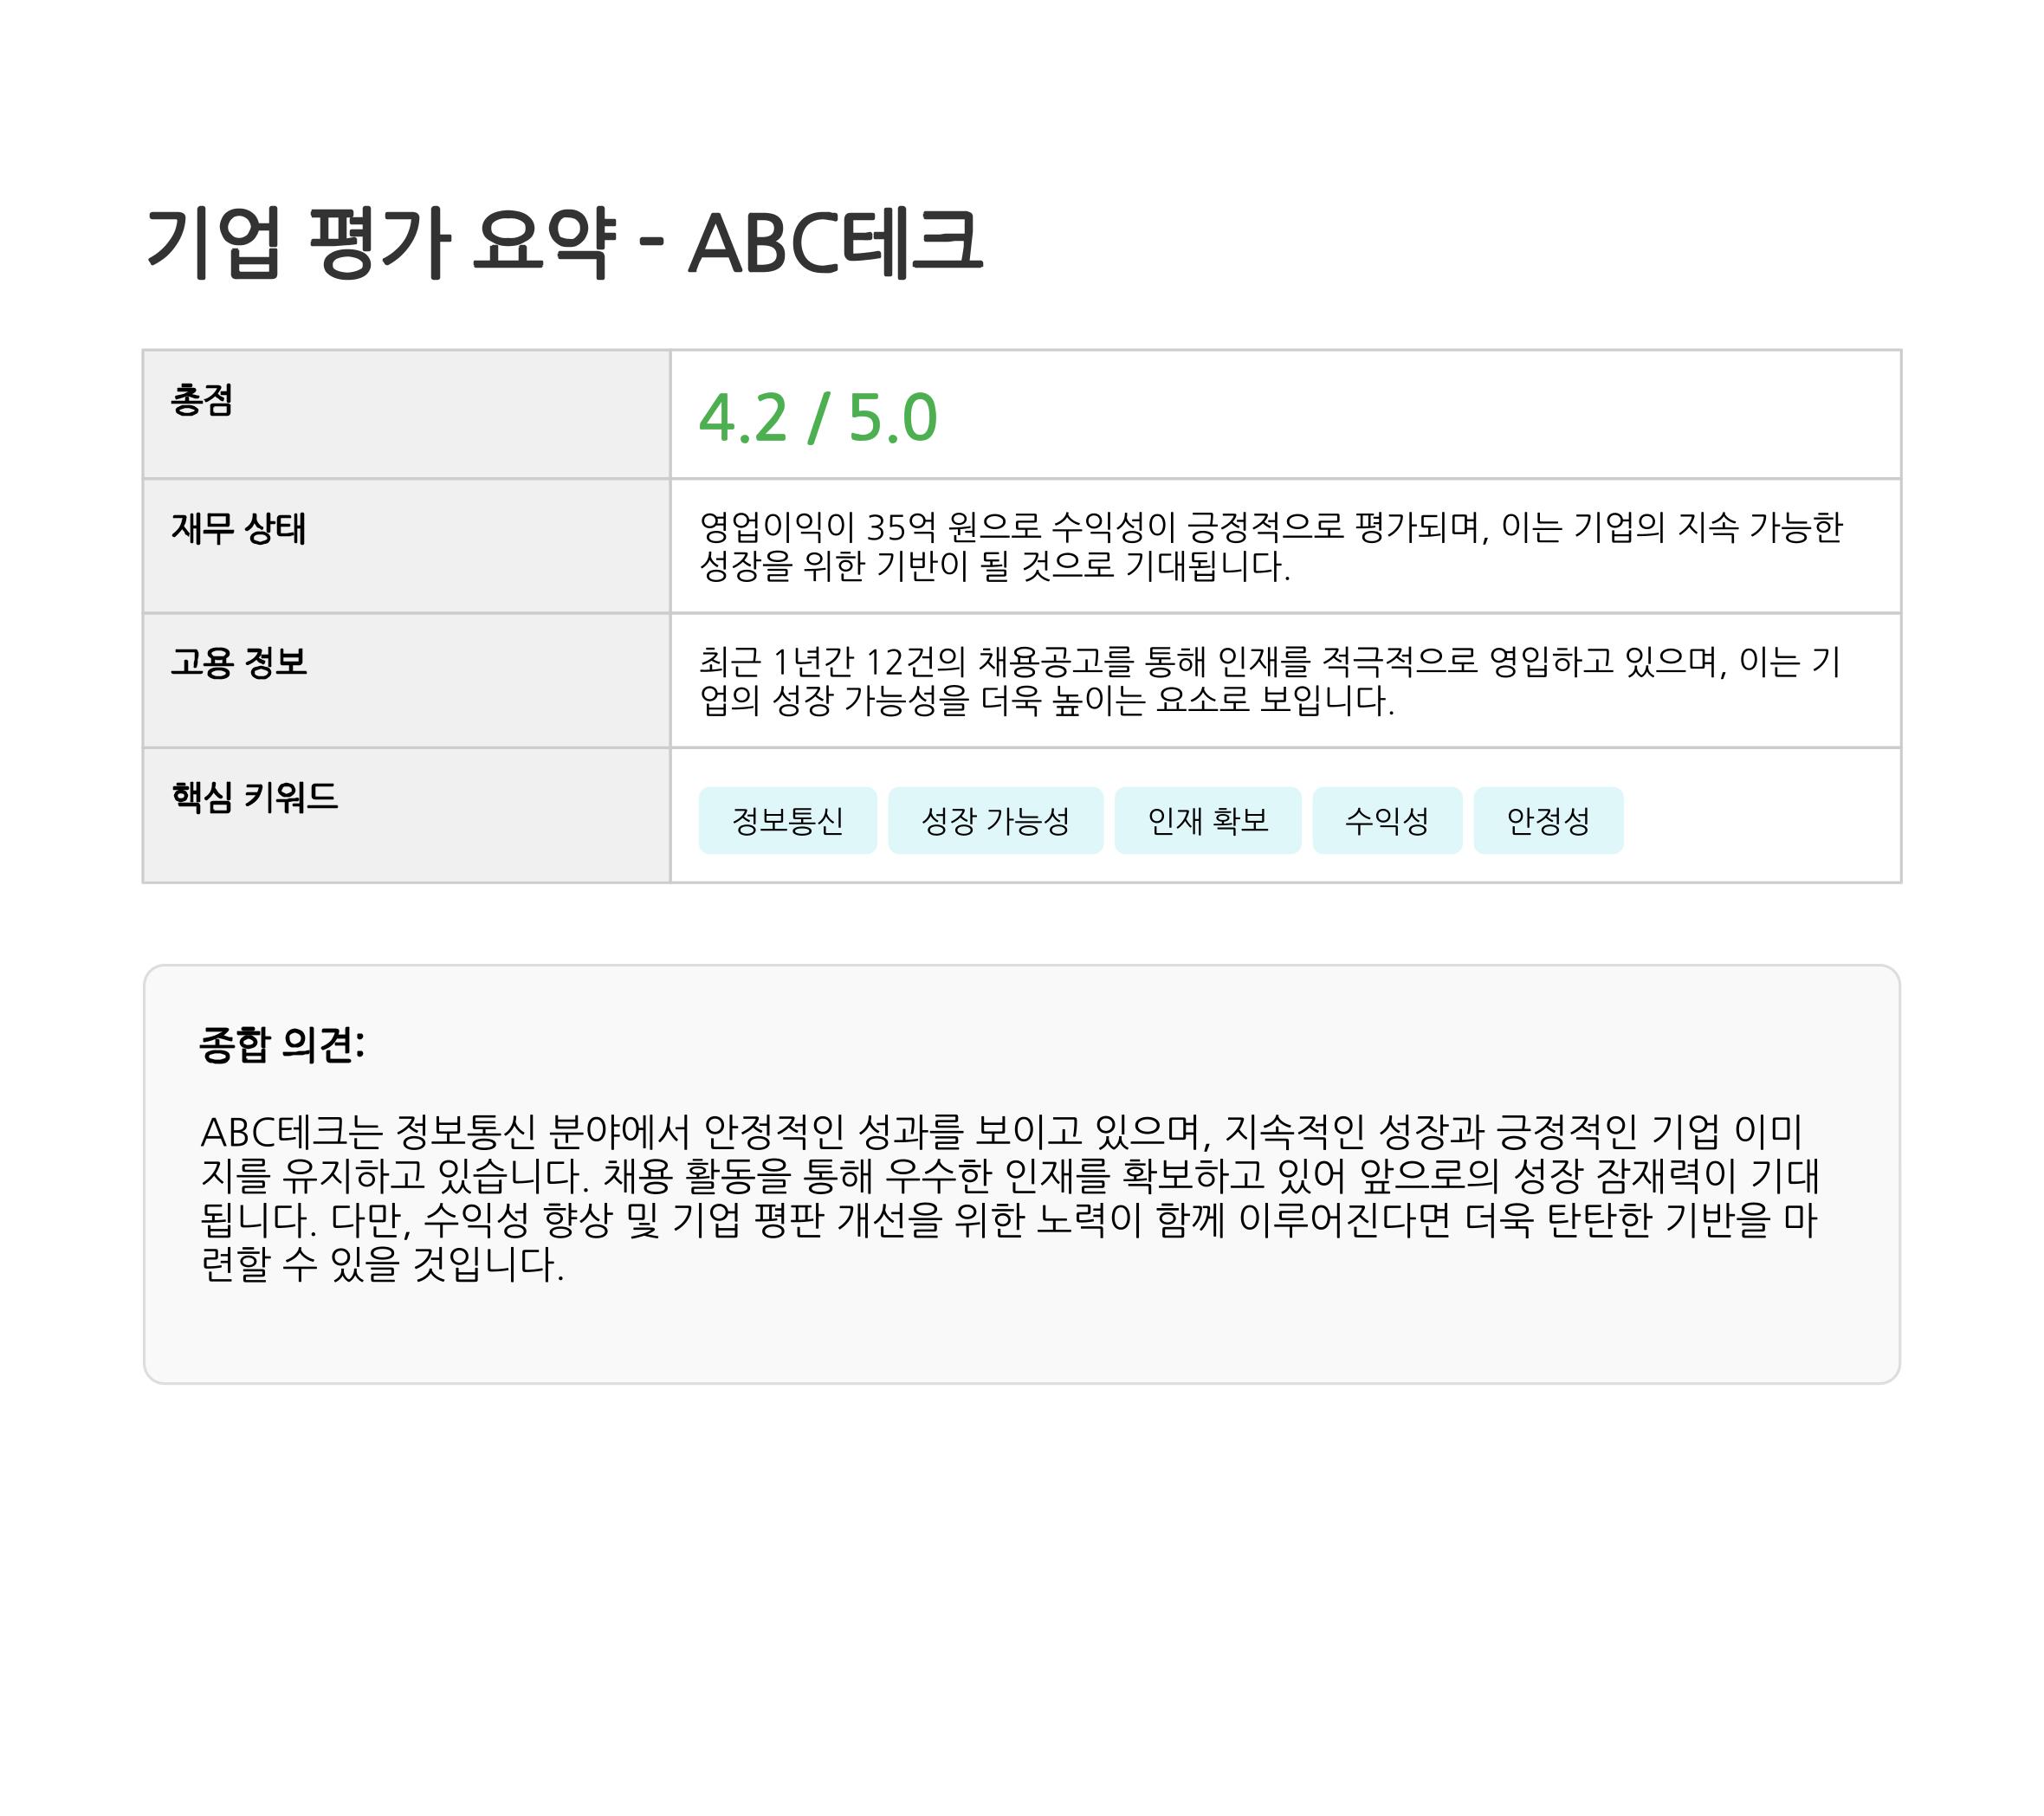 기업 평가 요약 - ABC테크
총점
4.2 / 5.0
재무 상태
영업이익이 35억 원으로 수익성이 긍정적으로 평가되며, 이는 기업의 지속 가능한
성장을 위한 기반이 될 것으로 기대됩니다.
고용 정보
최근 1년간 12건의 채용공고를 통해 인재를 적극적으로 영입하고 있으며, 이는 기
업의 성장 가능성을 더욱 높이는 요소로 보입니다.
핵심 키워드
정보통신 성장 가능성 인재 확보 수익성 안정성
종합 의견:
ABC테크는 정보통신 분야에서 안정적인 성과를 보이고 있으며, 지속적인 성장과 긍정적인 기업 이미
지를 유지하고 있습니다. 채용 활동을 통해 우수한 인재를 확보하고 있어 앞으로의 성장 잠재력이 기대
됩니다. 다만, 수익성 향상 및 기업 평판 개선을 위한 노력이 함께 이루어진다면 더욱 탄탄한 기반을 마
련할 수 있을 것입니다.